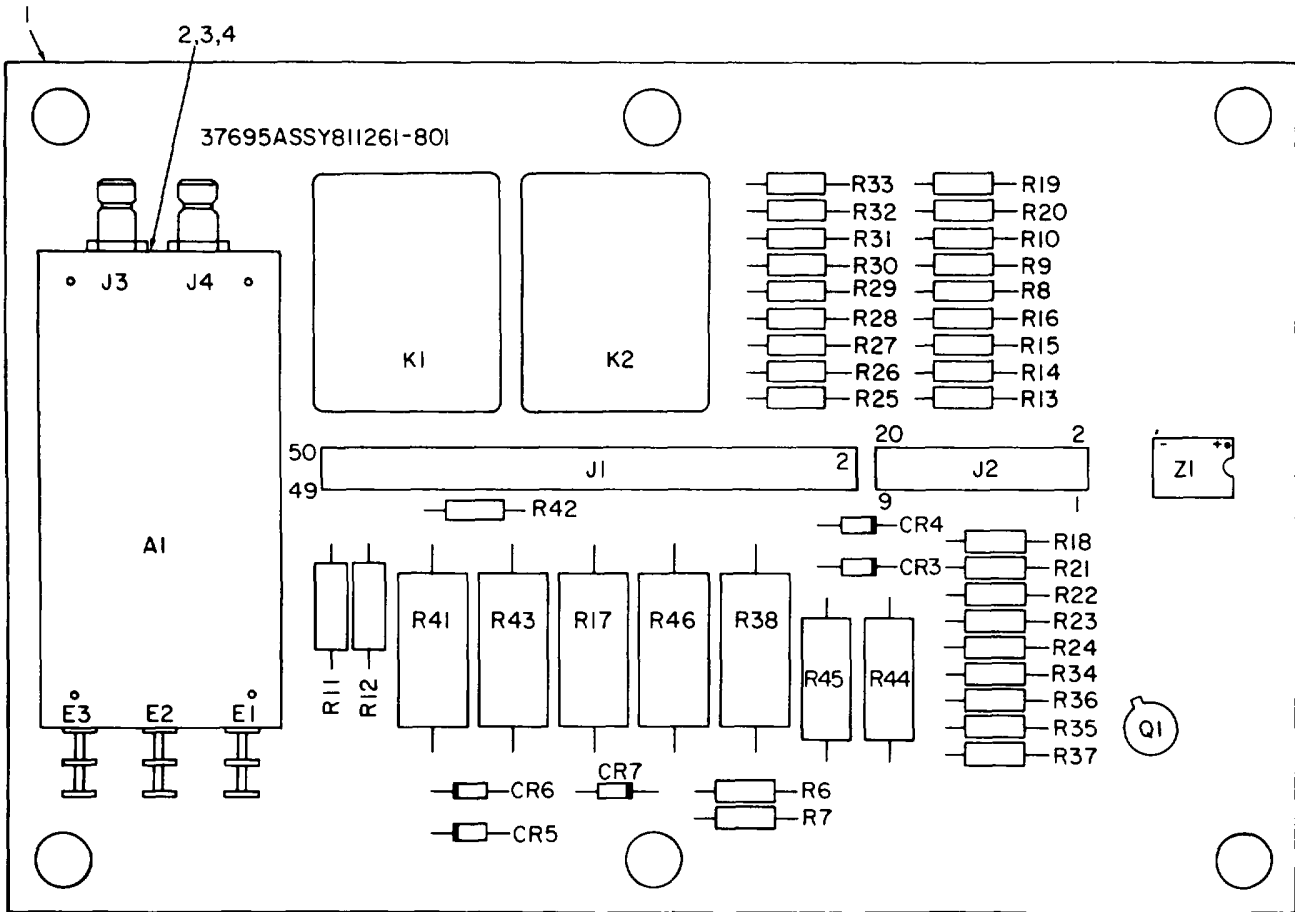 1
2,3,4
37695ASSY811261-801
J3 J4
K1
K2
R33 R19
R32 R20
R31 R10
R30 R9
R29 R8
R28 R16
R27 R15
R26 R14
R25 R13
50 2 20 2
J1 J2
49 9 1
- + Z1
R42
CR4
CR3
A1
R18
R21
R22
R23
R24
R34
R36
R35
R37
R41 R43 R17 R46 R38
R45 R44
R11 R12
E3 E2 E1
Q1
CR6 CR7
CR5
R6
R7